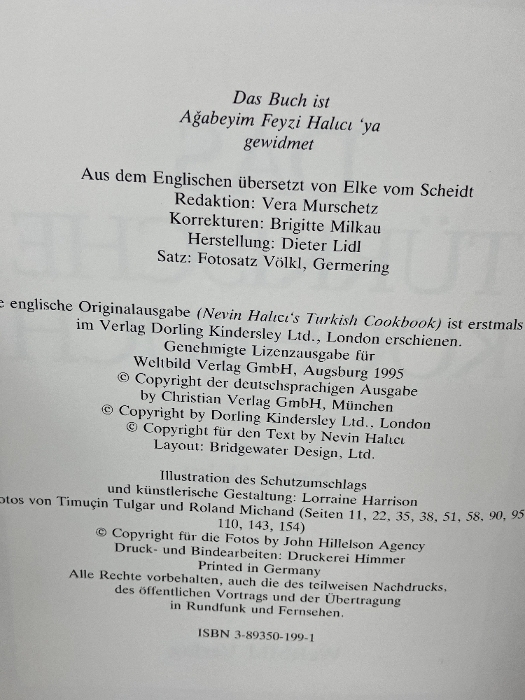 Das Buch ist
Ağabeyim Feyzi Halıcı 'ya
gewidmet
Aus dem Englischen übersetzt von Elke vom Scheidt
Redaktion: Vera Murschetz
Korrekturen: Brigitte Milkau
Herstellung: Dieter Lidl
Satz: Fotosatz Völkl, Germering
e englische Originalausgabe (Nevin Halıcı's Turkish Cookbook) ist erstmals
im Verlag Dorling Kindersley Ltd., London erschienen.
Genehmigte Lizenzausgabe für
Weltbild Verlag GmbH, Augsburg 1995
© Copyright der deutschsprachigen Ausgabe
by Christian Verlag GmbH, München
© Copyright by Dorling Kindersley Ltd., London
© Copyright für den Text by Nevin Halıcı
Layout: Bridgewater Design, Ltd.
Illustration des Schutzumschlags
und künstlerische Gestaltung: Lorraine Harrison
otos von Timuçin Tulgar und Roland Michand (Seiten 11, 22, 35, 38, 51, 58, 90, 95
110, 143, 154)
© Copyright für die Fotos by John Hillelson Agency
Druck- und Bindearbeiten: Druckerei Himmer
Printed in Germany
Alle Rechte vorbehalten, auch die des teilweisen Nachdrucks,
des öffentlichen Vortrags und der Übertragung
in Rundfunk und Fernsehen.
ISBN 3-89350-199-1